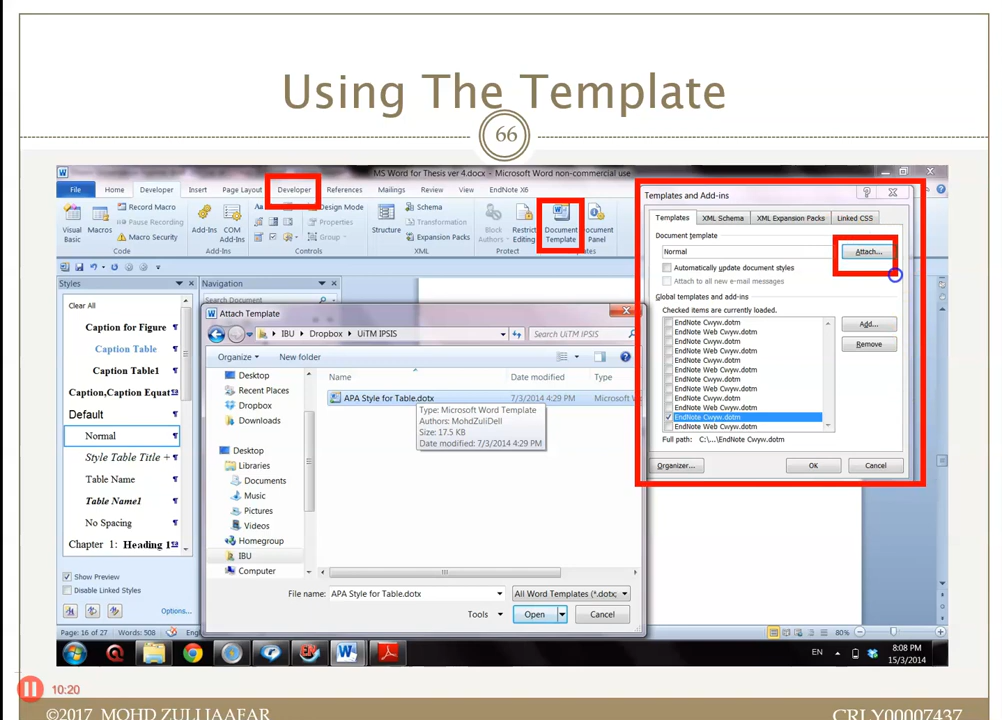 Using The Template
66
MS Word for Thesis ver 4.docx - Microsoft Word non-commercial use
File Home Developer Insert Page Layout Developer References Mailings Review View EndNote X6
Visual Basic
Macros
Record Macro
Pause Recording
Macro Security
Code
Add-Ins
COM Add-Ins
Add-Ins
Aa
Design Mode
Properties
Group
Controls
Structure
Schema
Transformation
Expansion Packs
XML
Block Authors
Restrict Editing
Protect
Document Template
Document Panel
Styles
Clear All
Caption for Figure
Caption Table
Caption Table1
Caption,Caption Equat
Default
Normal
Style Table Title +
Table Name
Table Name1
No Spacing
Chapter 1: Heading 1
Show Preview
Disable Linked Styles
Options...
Navigation
Search Document
Attach Template
IBU Dropbox UiTM IPSIS
Search UiTM IPSIS
Organize New folder
Desktop
Recent Places
Dropbox
Downloads
Desktop
Libraries
Documents
Music
Pictures
Videos
Homegroup
IBU
Computer
Name Date modified Type
APA Style for Table.dotx 7/3/2014 4:29 PM Microsoft W
Type: Microsoft Word Template
Authors: MohdZuliDell
Size: 17.5 KB
Date modified: 7/3/2014 4:29 PM
File name: APA Style for Table.dotx All Word Templates (*.dotx;
Tools Open Cancel
Templates and Add-ins
Templates XML Schema XML Expansion Packs Linked CSS
Document template
Normal Attach...
Automatically update document styles
Attach to all new e-mail messages
Global templates and add-ins
Checked items are currently loaded.
EndNote Cwyw.dotm
EndNote Web Cwyw.dotm
EndNote Cwyw.dotm
EndNote Web Cwyw.dotm
EndNote Cwyw.dotm
EndNote Web Cwyw.dotm
EndNote Cwyw.dotm
EndNote Web Cwyw.dotm
EndNote Cwyw.dotm
EndNote Web Cwyw.dotm
EndNote Cwyw.dotm
EndNote Web Cwyw.dotm
Add...
Remove
Full path: C:\...\EndNote Cwyw.dotm
Organizer... OK Cancel
Page: 16 of 27 Words: 508 Eng
80%
EN
8:08 PM
15/3/2014
10:20
©2017 MOHD ZULI JAAFAR
CRLY00007437